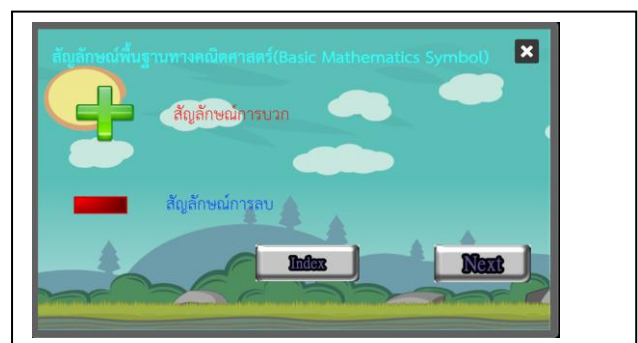 สัญลักษณ์พื้นฐานทางคณิตศาสตร์(Basic Mathematics Symbol)
สัญลักษณ์การบวก
สัญลักษณ์การลบ
Index
Next